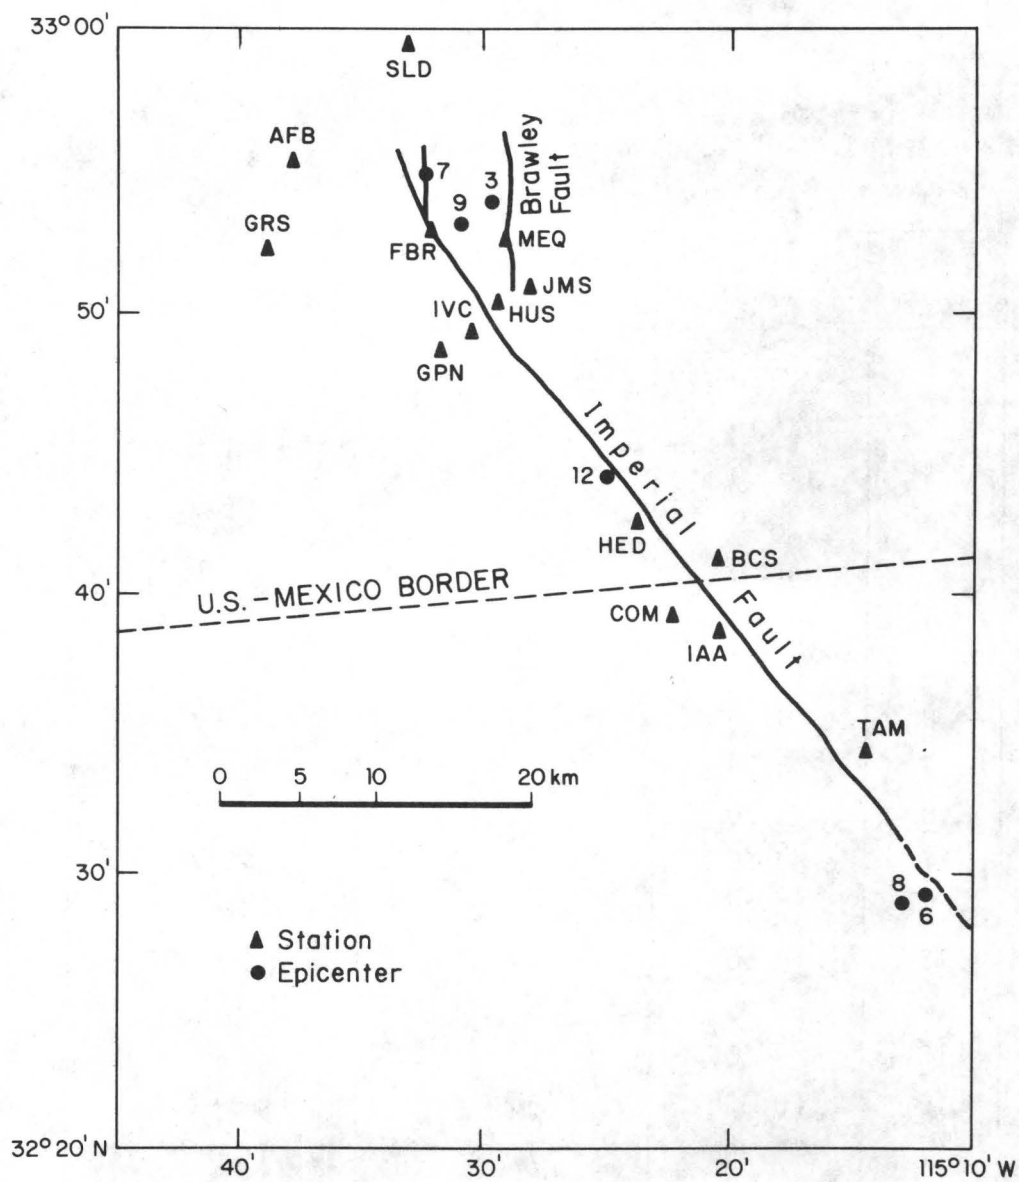 33° 00'
SLD
AFB
7
3
Brawley
Fault
9
GRS
FBR
MEQ
JMS
50'
IVC
HUS
GPN
Imperial Fault
12
HED
BCS
40'
U.S.-MEXICO BORDER
COM
IAA
TAM
0 5 10 20 km
30'
8
6
Station
Epicenter
32° 20' N
40' 30' 20' 115° 10' W